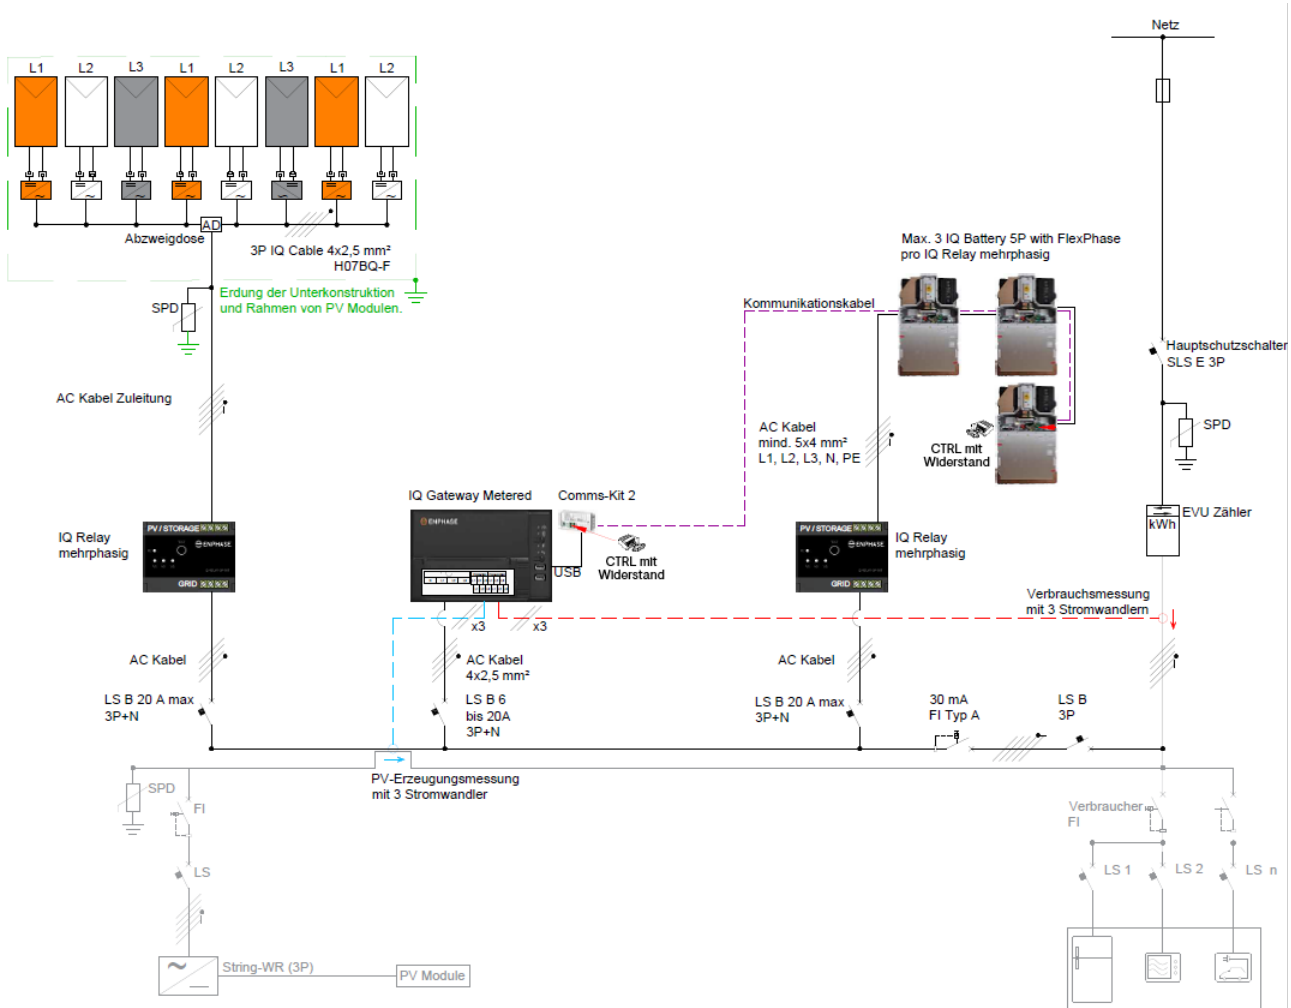 Netz
L1
L2
L3
L1
L2
L3
L1
L2
AD
Abzweigdose
3P IQ Cable 4x2,5 mm²
H07BQ-F
Erdung der Unterkonstruktion
und Rahmen von PV Modulen.
SPD
AC Kabel Zuleitung
Max. 3 IQ Battery 5P with FlexPhase
pro IQ Relay mehrphasig
Kommunikationskabel
Hauptschutzschalter
SLS E 3P
SPD
AC Kabel
mind. 5x4 mm²
L1, L2, L3, N, PE
CTRL mit
Widerstand
IQ Gateway Metered
Comms-Kit 2
ENPHASE
USB
CTRL mit
Widerstand
IQ Relay
mehrphasig
PV / STORAGE
ENPHASE
GRID
PV / STORAGE
ENPHASE
GRID
IQ Relay
mehrphasig
EVU Zähler
kWh
Verbrauchsmessung
mit 3 Stromwandlern
x3
x3
AC Kabel
AC Kabel
4x2,5 mm²
AC Kabel
LS B 20 A max
3P+N
LS B 6
bis 20A
3P+N
LS B 20 A max
3P+N
30 mA
FI Typ A
LS B
3P
PV-Erzeugungsmessung
mit 3 Stromwandler
SPD
FI
LS
String-WR (3P)
PV Module
Verbraucher
FI
LS 1
LS 2
LS n